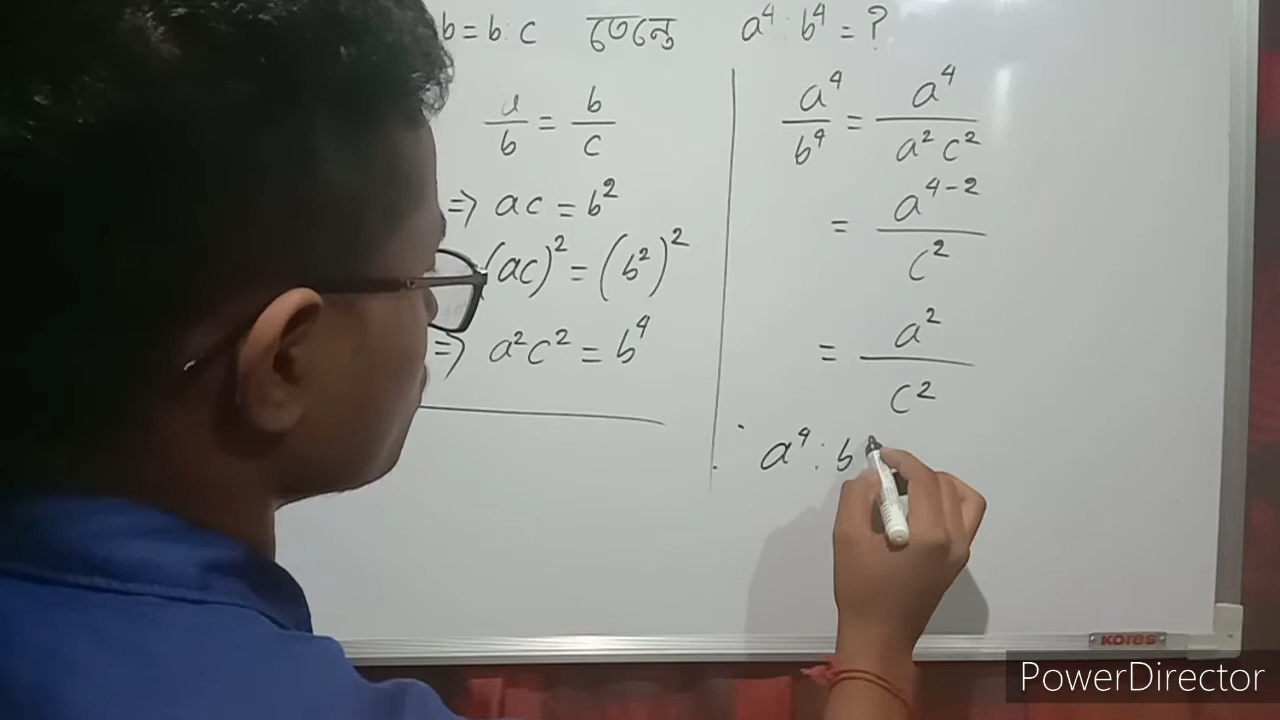 b = b : c তেন্তে a⁴ : b⁴ = ?
a/b = b/c
⇒ ac = b²
(ac)² = (b²)²
⇒ a²c² = b⁴
a⁴/b⁴ = a⁴/a²c²
= a⁴⁻²/c²
= a²/c²
∴ a⁴ : b
KORES
PowerDirector